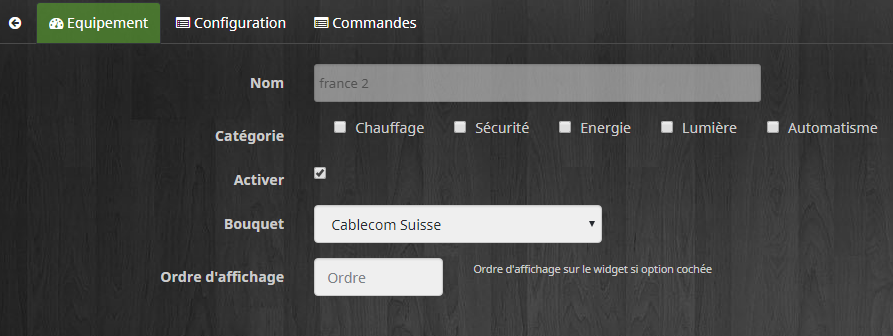 Equipement Configuration Commandes
Nom france 2
Catégorie Chauffage Sécurité Energie Lumière Automatisme
Activer
Bouquet Cablecom Suisse
Ordre d'affichage Ordre Ordre d'affichage sur le widget si option cochée